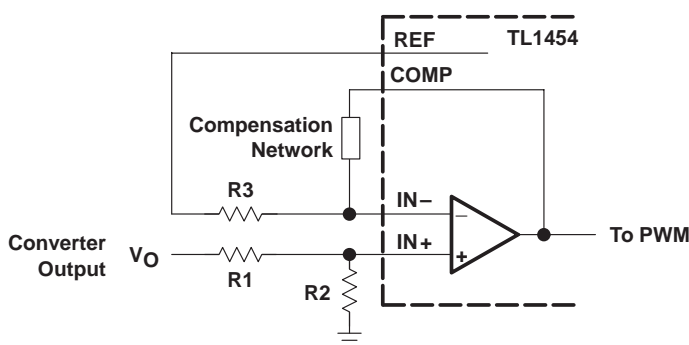 REF
TL1454
COMP
Compensation
Network
R3
IN−
−
Converter
Output
VO
R1
IN+
+
R2
To PWM